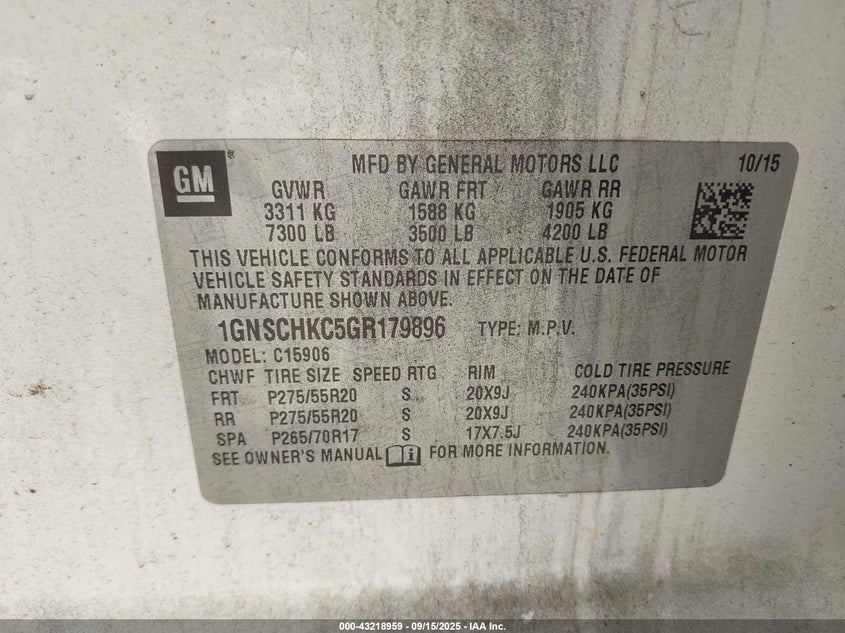 GM ® MFD BY GENERAL MOTORS LLC 10/15
GVWR GAWR FRT GAWR RR
3311 KG 1588 KG 1905 KG
7300 LB 3500 LB 4200 LB
THIS VEHICLE CONFORMS TO ALL APPLICABLE U.S. FEDERAL MOTOR
VEHICLE SAFETY STANDARDS IN EFFECT ON THE DATE OF
MANUFACTURE SHOWN ABOVE.
1GNSCHKC5GR179896 TYPE: M.P.V.
MODEL: C15906
CHWF TIRE SIZE SPEED RTG RIM COLD TIRE PRESSURE
FRT P275/55R20 S 20X9J 240KPA(35PSI)
RR P275/55R20 S 20X9J 240KPA(35PSI)
SPA P265/70R17 S 17X7.5J 240KPA(35PSI)
SEE OWNER'S MANUAL i FOR MORE INFORMATION.
000-43218959 - 09/15/2025 - IAA Inc.